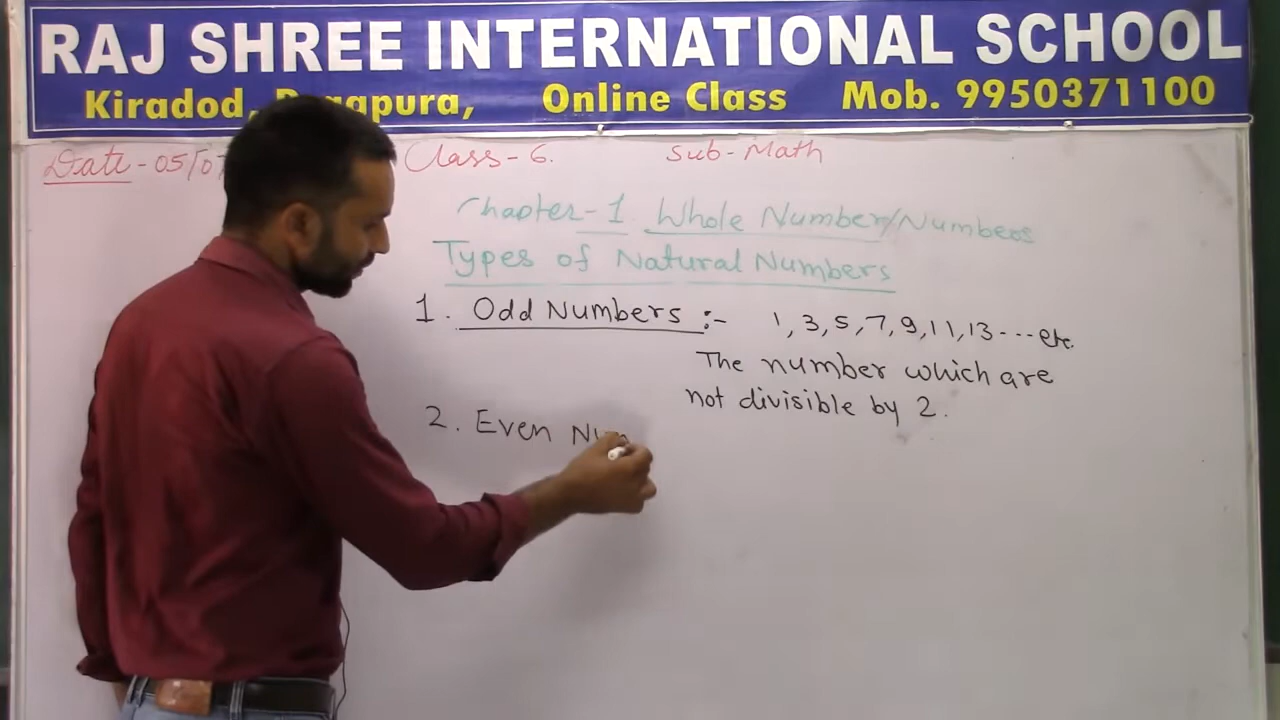 RAJ SHREE INTERNATIONAL SCHOOL
Kiradod, Online Class Mob. 9950371100
Date - 05/07 Class - 6. Sub - Math
Chapter - 1 Whole Number/Numbers
Types of Natural Numbers
1. Odd Numbers :- 1, 3, 5, 7, 9, 11, 13 ---- etc.
The number which are
not divisible by 2.
2. Even Num